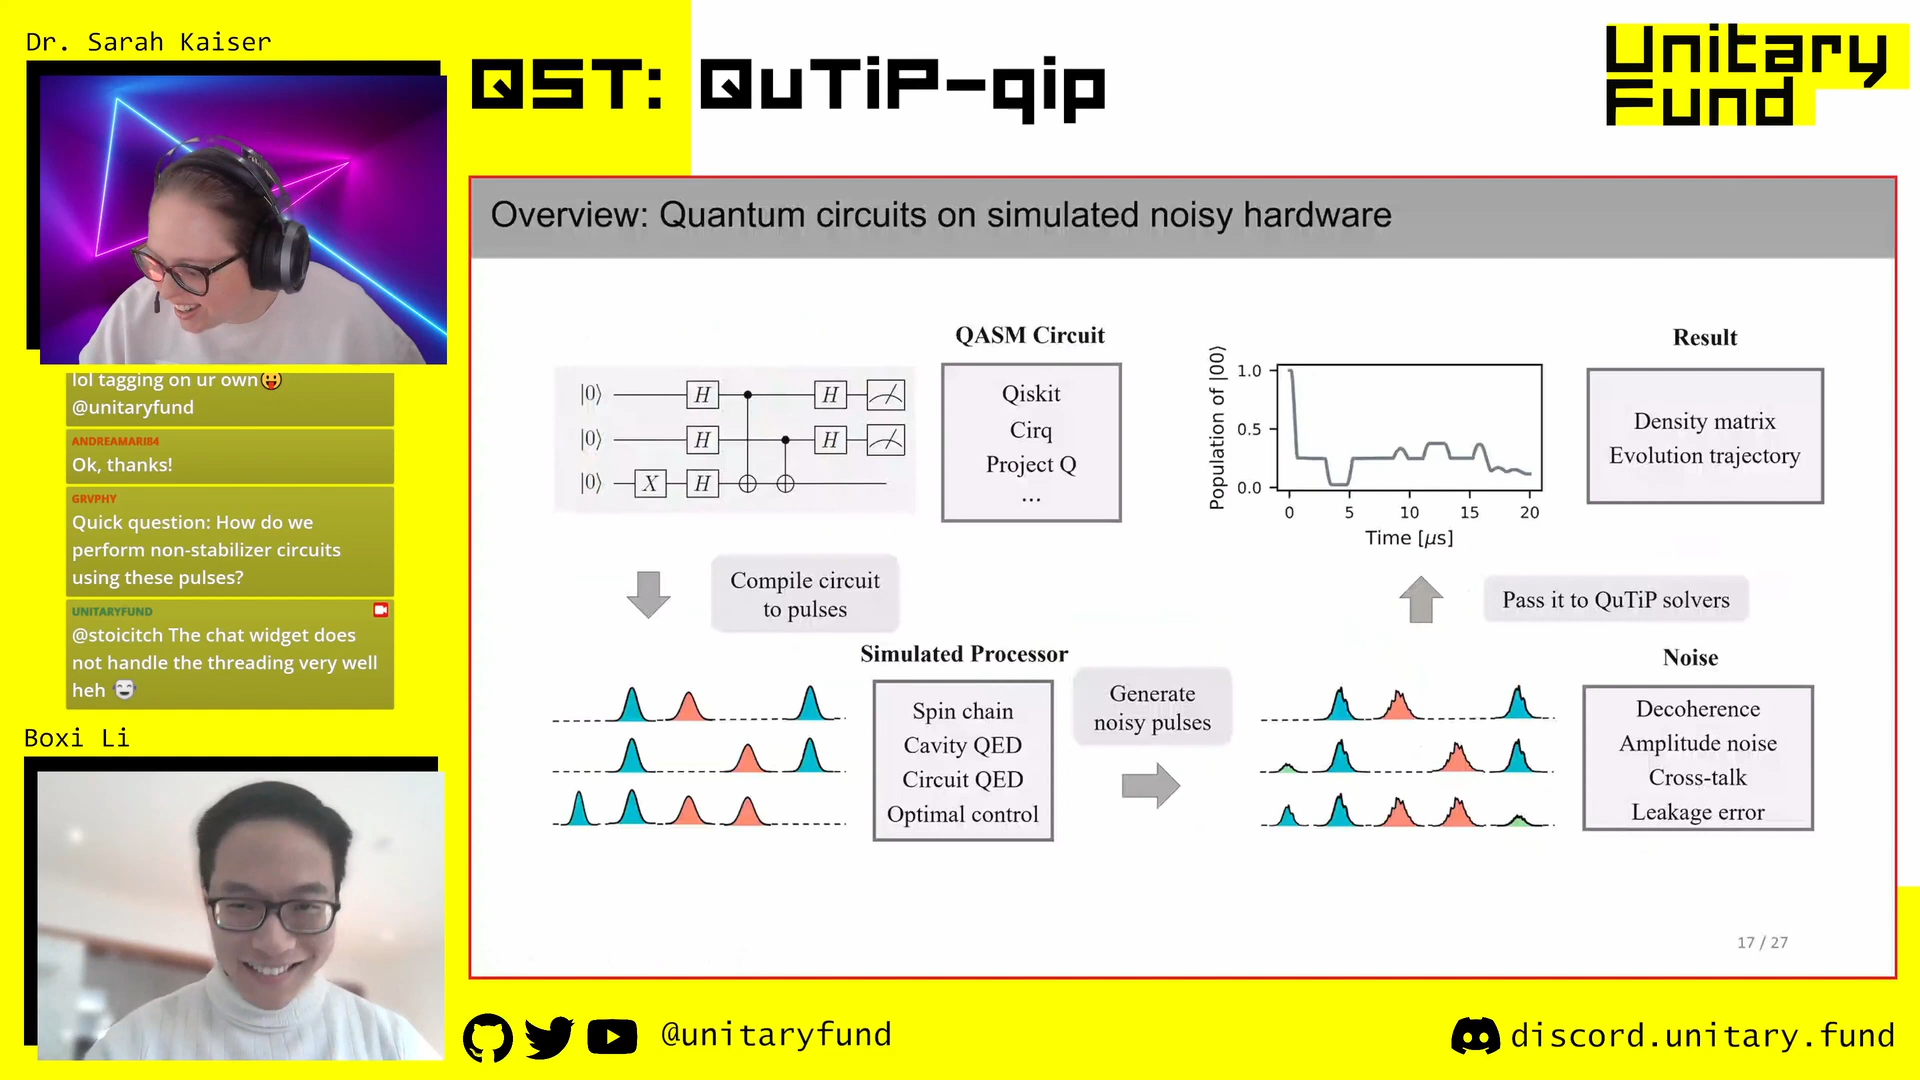 Dr. Sarah Kaiser
QST: QuTiP-qip
Unitary
Fund
lol tagging on ur own😛
@unitaryfund
ANDREAMARI84
Ok, thanks!
GRVPHY
Quick question: How do we
perform non-stabilizer circuits
using these pulses?
UNITARYFUND
@stoicitch The chat widget does
not handle the threading very well
heh
Boxi Li
Overview: Quantum circuits on simulated noisy hardware
|0⟩ H H
|0⟩ H H
|0⟩ X H
QASM Circuit
Qiskit
Cirq
Project Q
...
Population of |00⟩
1.0
0.5
0.0
0 5 10 15 20
Time [μs]
Result
Density matrix
Evolution trajectory
Compile circuit
to pulses
Pass it to QuTiP solvers
Simulated Processor
Spin chain
Cavity QED
Circuit QED
Optimal control
Generate
noisy pulses
Noise
Decoherence
Amplitude noise
Cross-talk
Leakage error
17 / 27
@unitaryfund
discord.unitary.fund